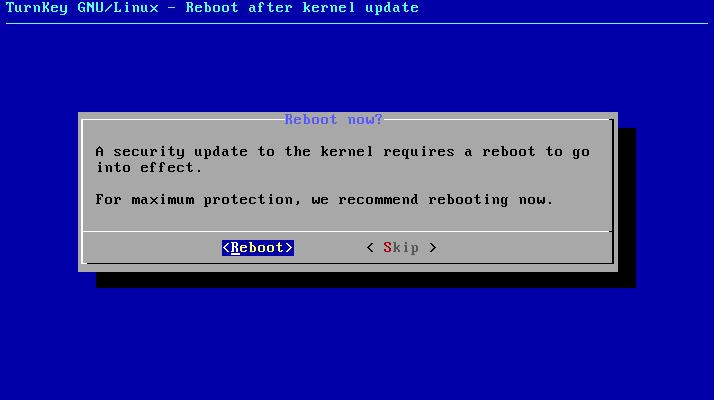 TurnKey GNU/Linux - Reboot after kernel update
Reboot now?
A security update to the kernel requires a reboot to go
into effect.
For maximum protection, we recommend rebooting now.
<Reboot> < Skip >